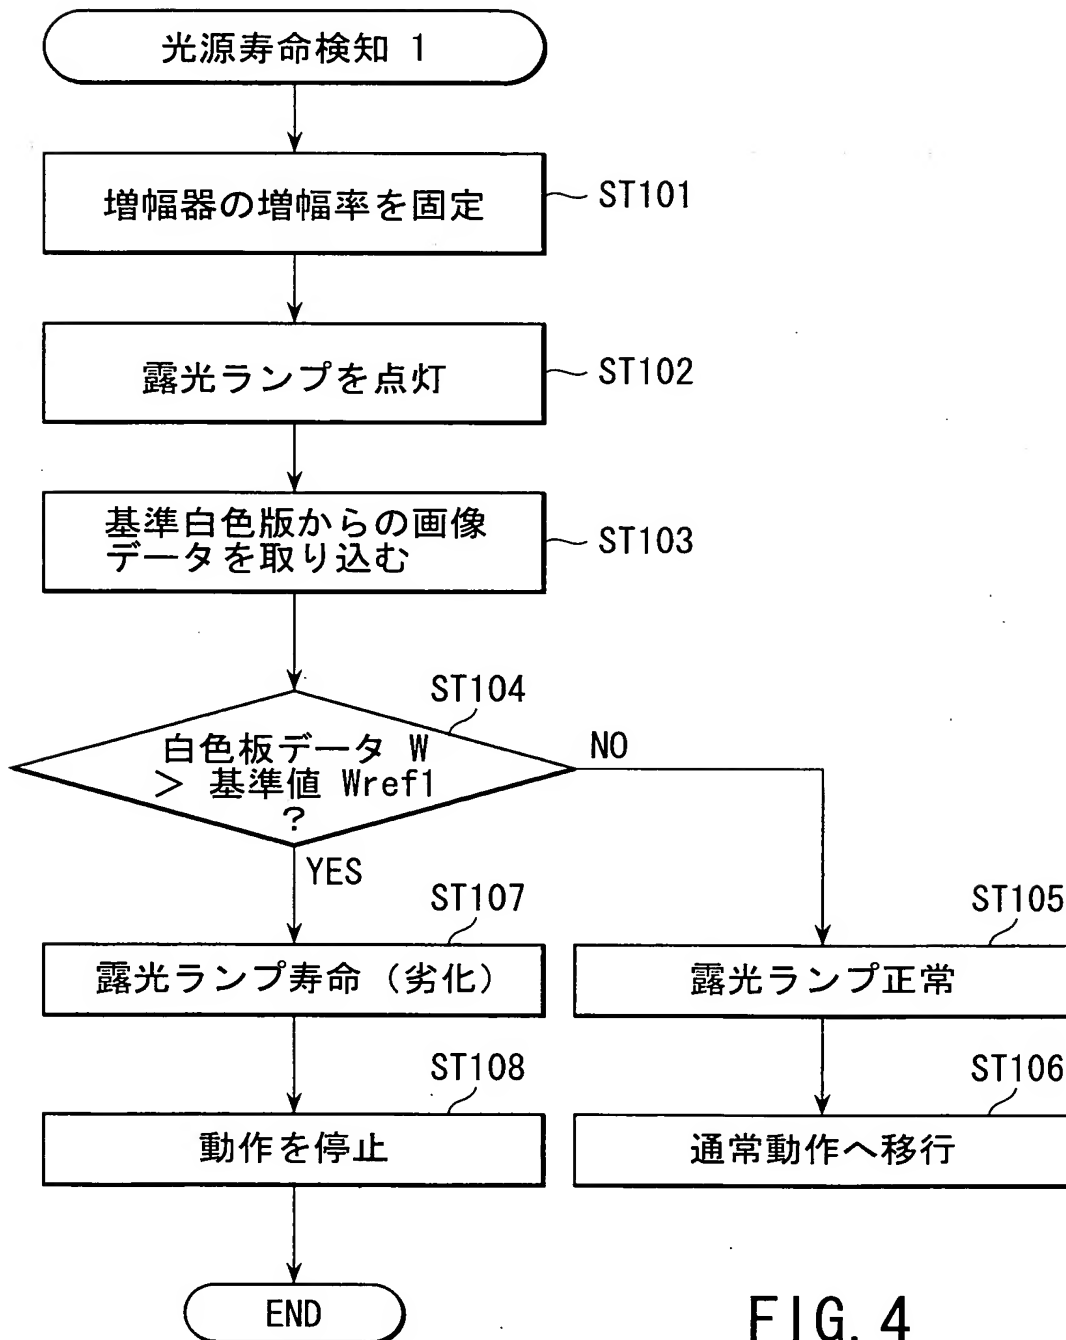 光源寿命検知 1
増幅器の増幅率を固定
ST101
露光ランプを点灯
ST102
基準白色版からの画像
データを取り込む
ST103
ST104
白色板データ W
> 基準値 Wref1
?
NO
YES
ST107
露光ランプ寿命（劣化）
ST105
露光ランプ正常
ST108
動作を停止
ST106
通常動作へ移行
END
FIG. 4